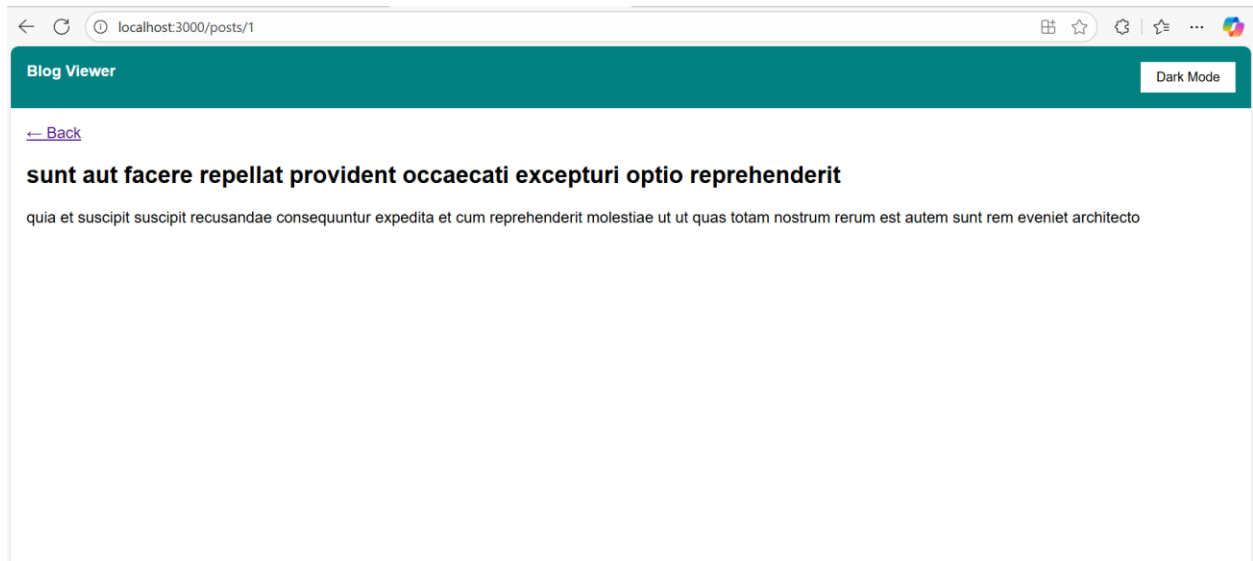 localhost:3000/posts/1
Blog Viewer
Dark Mode
← Back
sunt aut facere repellat provident occaecati excepturi optio reprehenderit
quia et suscipit suscipit recusandae consequuntur expedita et cum reprehenderit molestiae ut ut quas totam nostrum rerum est autem sunt rem eveniet architecto